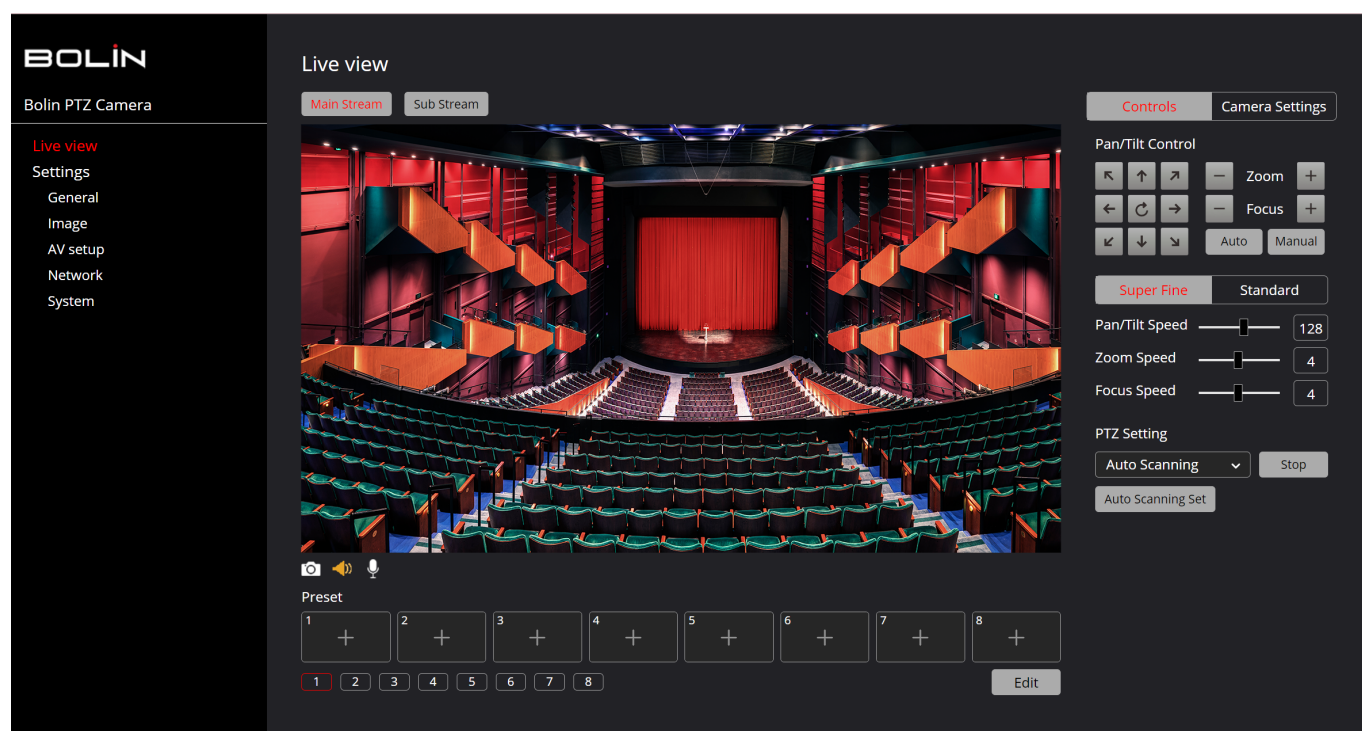 BOLIN
Bolin PTZ Camera
Live view
Settings
General
Image
AV setup
Network
System
Live view
Main Stream
Sub Stream
Preset
1
2
3
4
5
6
7
8
1
2
3
4
5
6
7
8
Edit
Controls
Camera Settings
Pan/Tilt Control
Zoom
Focus
Auto
Manual
Super Fine
Standard
Pan/Tilt Speed
128
Zoom Speed
4
Focus Speed
4
PTZ Setting
Auto Scanning
Stop
Auto Scanning Set